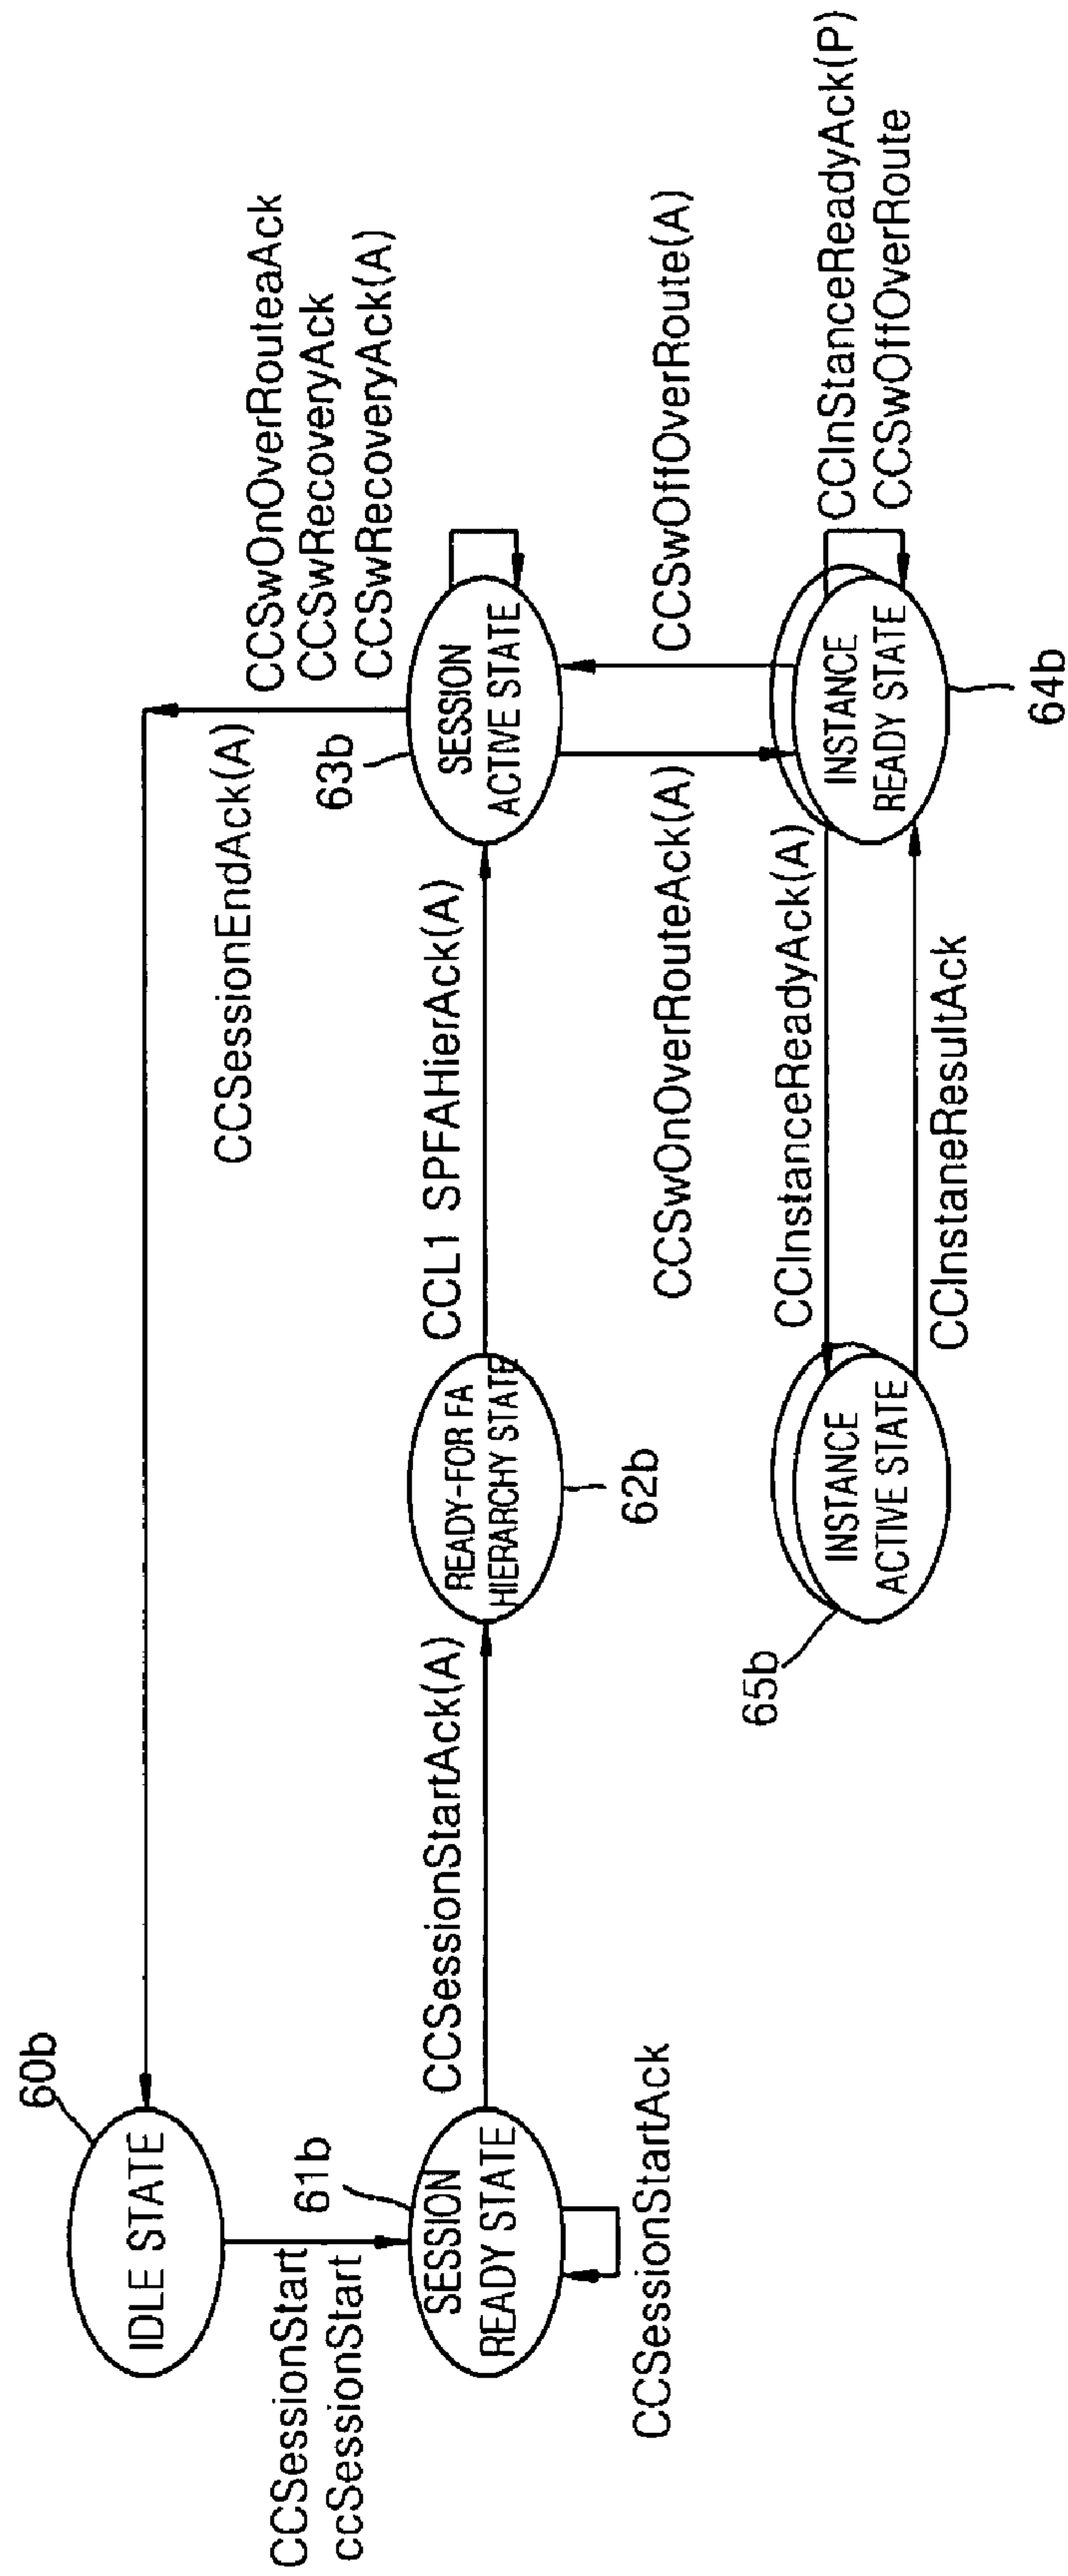 60b
IDLE STATE
CCSessionEndAck(A)
CCSessionStart
ccSessionStart
61b
SESSION
READY STATE
CCSessionStartAck
CCSessionStartAck(A)
READY-FOR FA
HIERARCHY STATE
62b
CCL1 SPFAHierAck(A)
63b
SESSION
ACTIVE STATE
CCSwOnOverRouteaAck
CCSwRecoveryAck
CCSwRecoveryAck(A)
CCSwOnOverRouteAck(A)
CCSwOffOverRoute(A)
65b
INSTANCE
ACTIVE STATE
CCInstanceReadyAck(A)
CCInstaneResultAck
INSTANCE
READY STATE
64b
CCInStanceReadyAck(P)
CCSwOffOverRoute